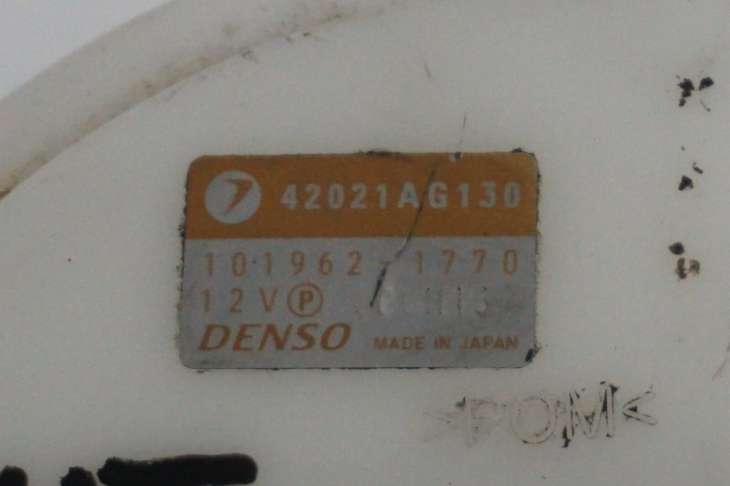 42021AG130
101962-1770
12V Ⓟ
DENSO MADE IN JAPAN
>POM<